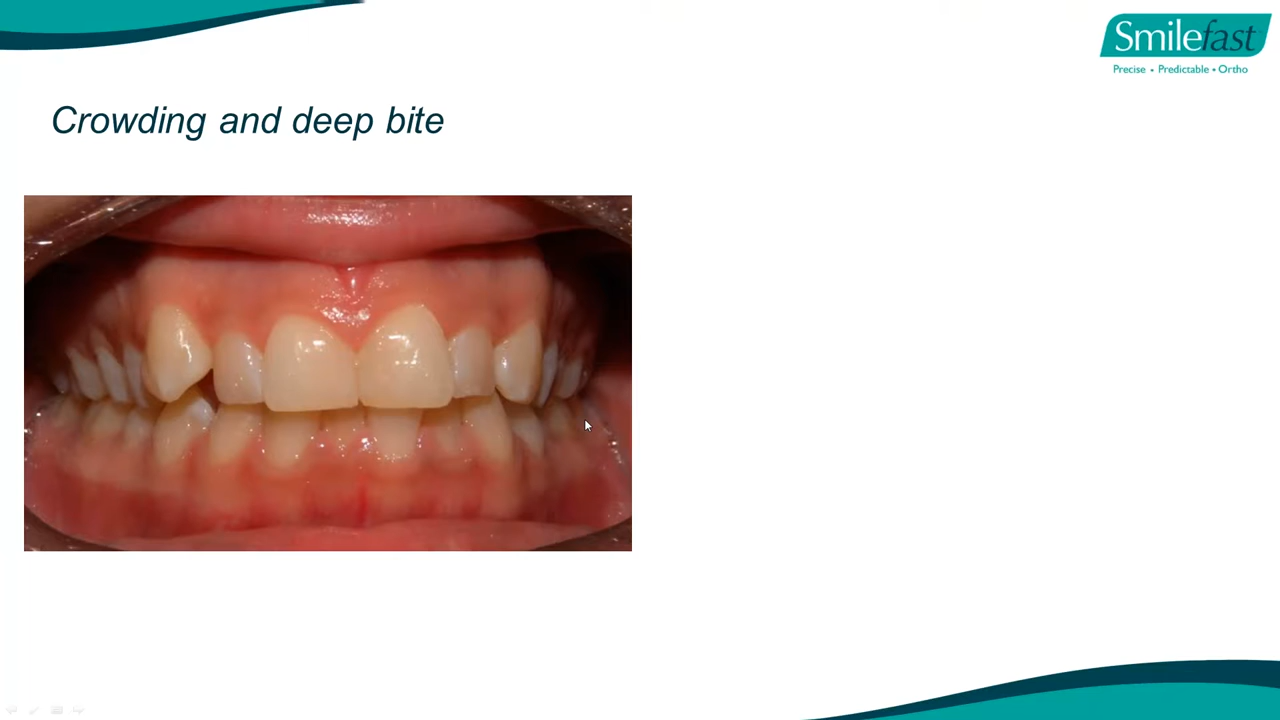 Smilefast
Precise • Predictable • Ortho
Crowding and deep bite